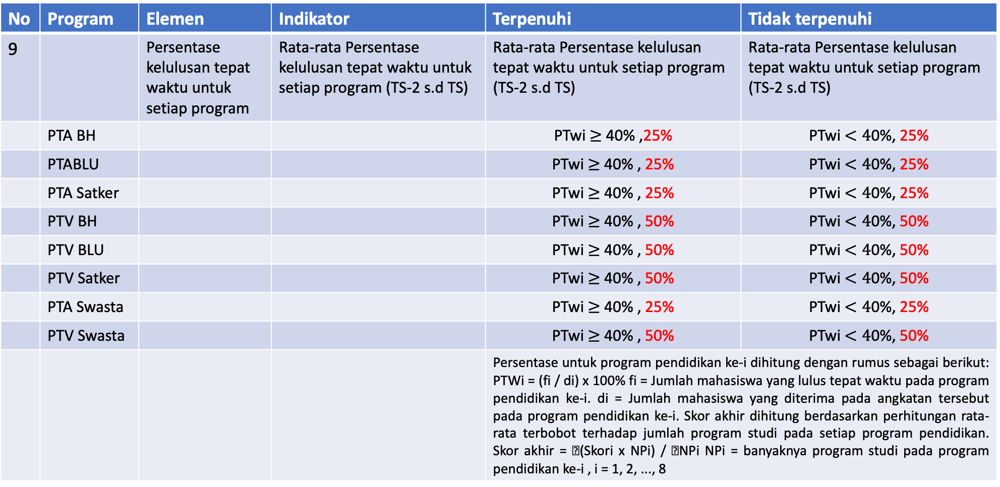 No Program Elemen Indikator Terpenuhi Tidak terpenuhi
9
Persentase
kelulusan tepat
waktu untuk
setiap program
Rata-rata Persentase
kelulusan tepat waktu untuk
setiap program (TS-2 s.d TS)
Rata-rata Persentase kelulusan
tepat waktu untuk setiap program
(TS-2 s.d TS)
Rata-rata Persentase kelulusan
tepat waktu untuk setiap program
(TS-2 s.d TS)
PTA BH PTwi ≥ 40% ,25% PTwi < 40%, 25%
PTABLU PTwi ≥ 40% , 25% PTwi < 40%, 25%
PTA Satker PTwi ≥ 40% , 25% PTwi < 40%, 25%
PTV BH PTwi ≥ 40% , 50% PTwi < 40%, 50%
PTV BLU PTwi ≥ 40% , 50% PTwi < 40%, 50%
PTV Satker PTwi ≥ 40% , 50% PTwi < 40%, 50%
PTA Swasta PTwi ≥ 40% , 25% PTwi < 40%, 25%
PTV Swasta PTwi ≥ 40% , 50% PTwi < 40%, 50%
Persentase untuk program pendidikan ke-i dihitung dengan rumus sebagai berikut:
PTWi = (fi / di) x 100% fi = Jumlah mahasiswa yang lulus tepat waktu pada program
pendidikan ke-i. di = Jumlah mahasiswa yang diterima pada angkatan tersebut
pada program pendidikan ke-i. Skor akhir dihitung berdasarkan perhitungan rata-
rata terbobot terhadap jumlah program studi pada setiap program pendidikan.
Skor akhir = ⍰(Skori x NPi) / ⍰NPi NPi = banyaknya program studi pada program
pendidikan ke-i , i = 1, 2, ..., 8